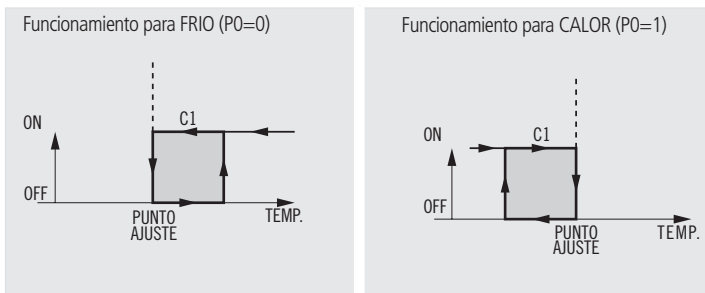 Funcionamiento para FRIO (P0=0)
ON
C1
OFF
PUNTO
AJUSTE
TEMP.
Funcionamiento para CALOR (P0=1)
ON
C1
OFF
PUNTO
AJUSTE
TEMP.